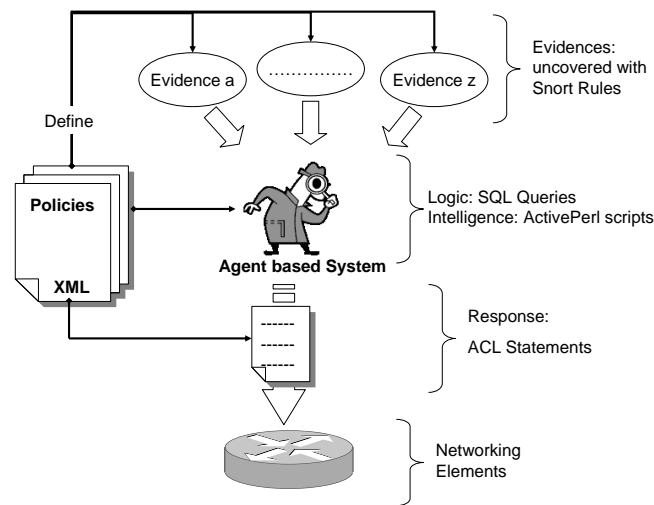 Evidences:
uncovered with
Snort Rules
Evidence a
....................
Evidence z
Define
Policies
XML
Logic: SQL Queries
Intelligence: ActivePerl scripts
Agent based System
Response:
ACL Statements
Networking
Elements